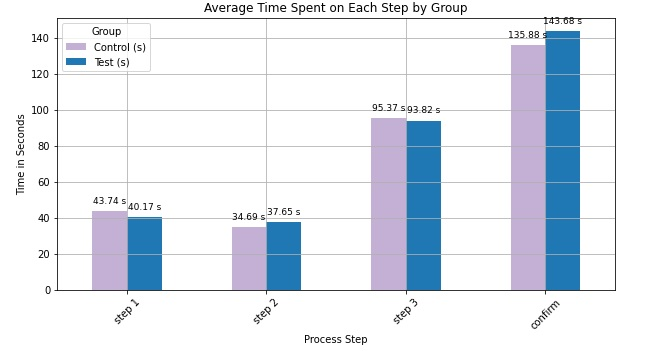 Average Time Spent on Each Step by Group
Group
Control (s)
Test (s)
Time in Seconds
140
120
100
80
60
40
20
0
43.74 s
40.17 s
34.69 s
37.65 s
95.37 s
93.82 s
135.88 s
143.68 s
step 1
step 2
step 3
confirm
Process Step